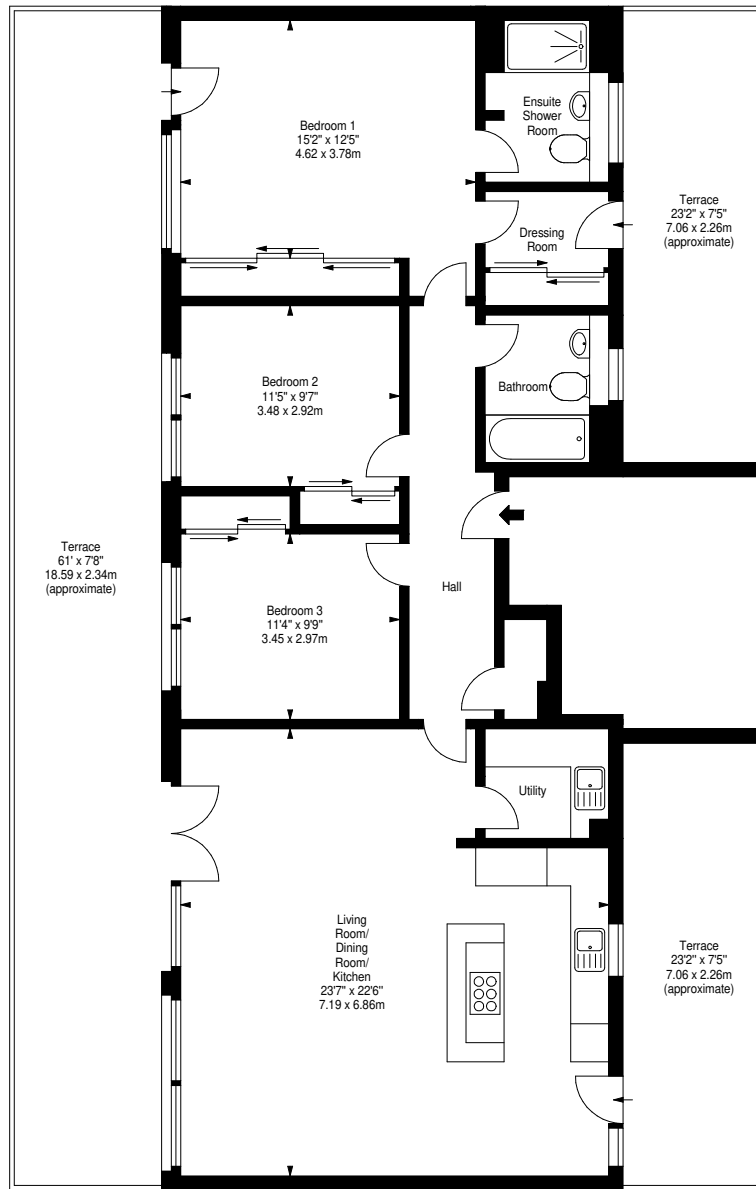 Bedroom 1
15'2" x 12'5"
4.62 x 3.78m
Ensuite
Shower
Room
Terrace
23'2" x 7'5"
7.06 x 2.26m
(approximate)
Dressing
Room
Bedroom 2
11'5" x 9'7"
3.48 x 2.92m
Bathroom
Terrace
61' x 7'8"
18.59 x 2.34m
(approximate)
Hall
Bedroom 3
11'4" x 9'9"
3.45 x 2.97m
Utility
Living
Room/
Dining
Room/
Kitchen
23'7" x 22'6"
7.19 x 6.86m
Terrace
23'2" x 7'5"
7.06 x 2.26m
(approximate)